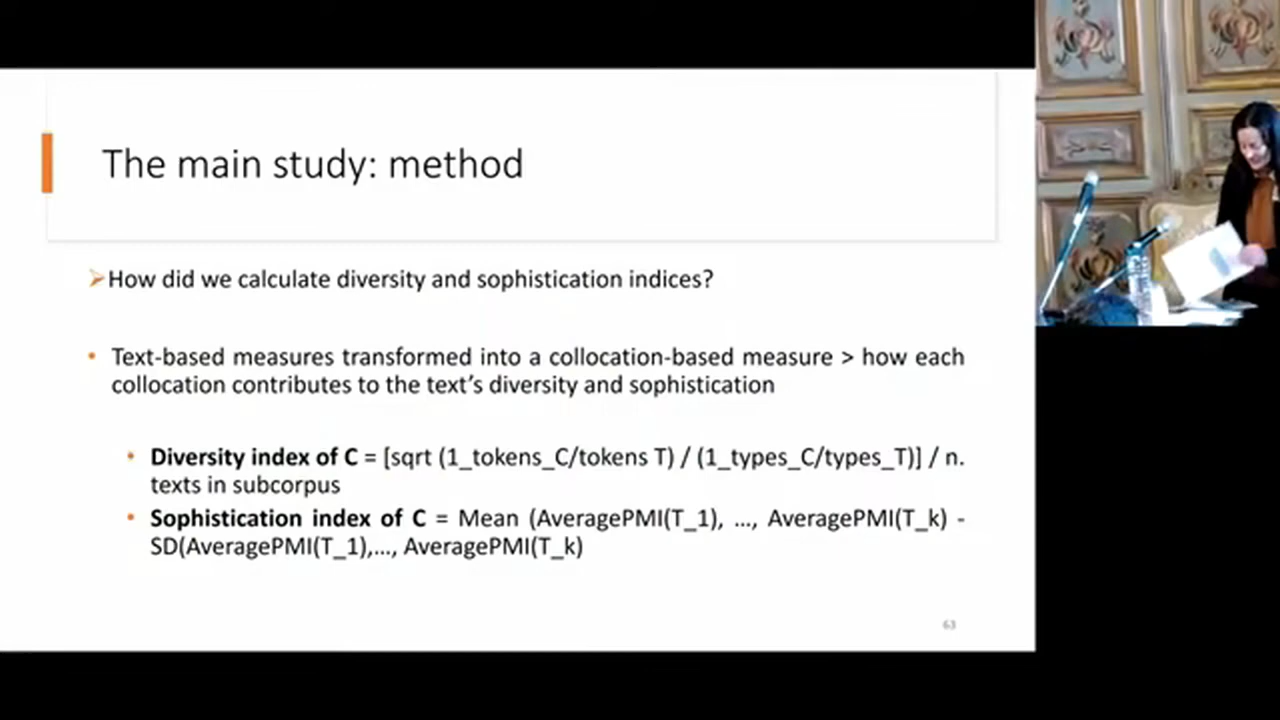 The main study: method
➢How did we calculate diversity and sophistication indices?
• Text-based measures transformed into a collocation-based measure > how each
collocation contributes to the text’s diversity and sophistication
• Diversity index of C = [sqrt (1_tokens_C/tokens T) / (1_types_C/types_T)] / n.
texts in subcorpus
• Sophistication index of C = Mean (AveragePMI(T_1), …, AveragePMI(T_k) -
SD(AveragePMI(T_1),…, AveragePMI(T_k)
63